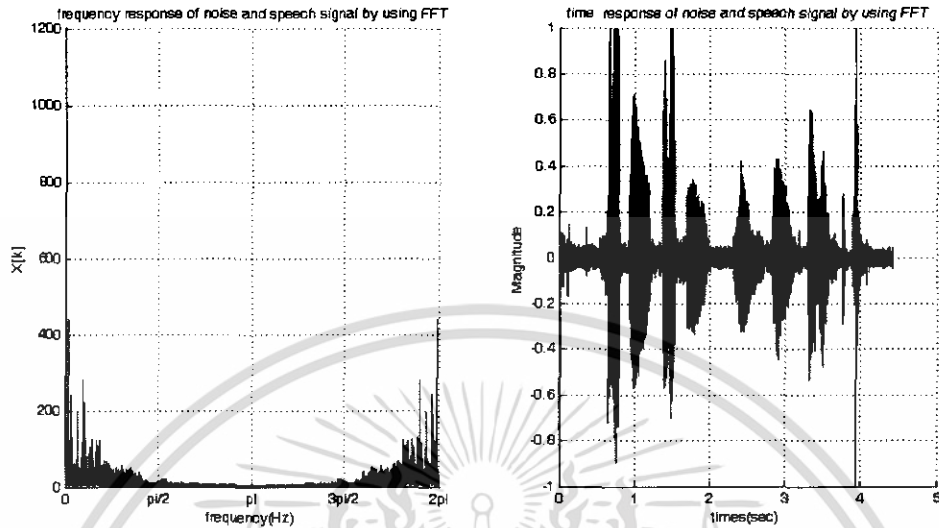 frequency response of noise and speech signal by using FFT
1200
1000
800
600
400
200
0
X[k]
0 pi/2 pi 3pi/2 2pi
frequency(Hz)
time response of noise and speech signal by using FFT
1
0.8
0.6
0.4
0.2
0
-0.2
-0.4
-0.6
-0.8
-1
Magnitude
0 1 2 3 4 5
times(sec)